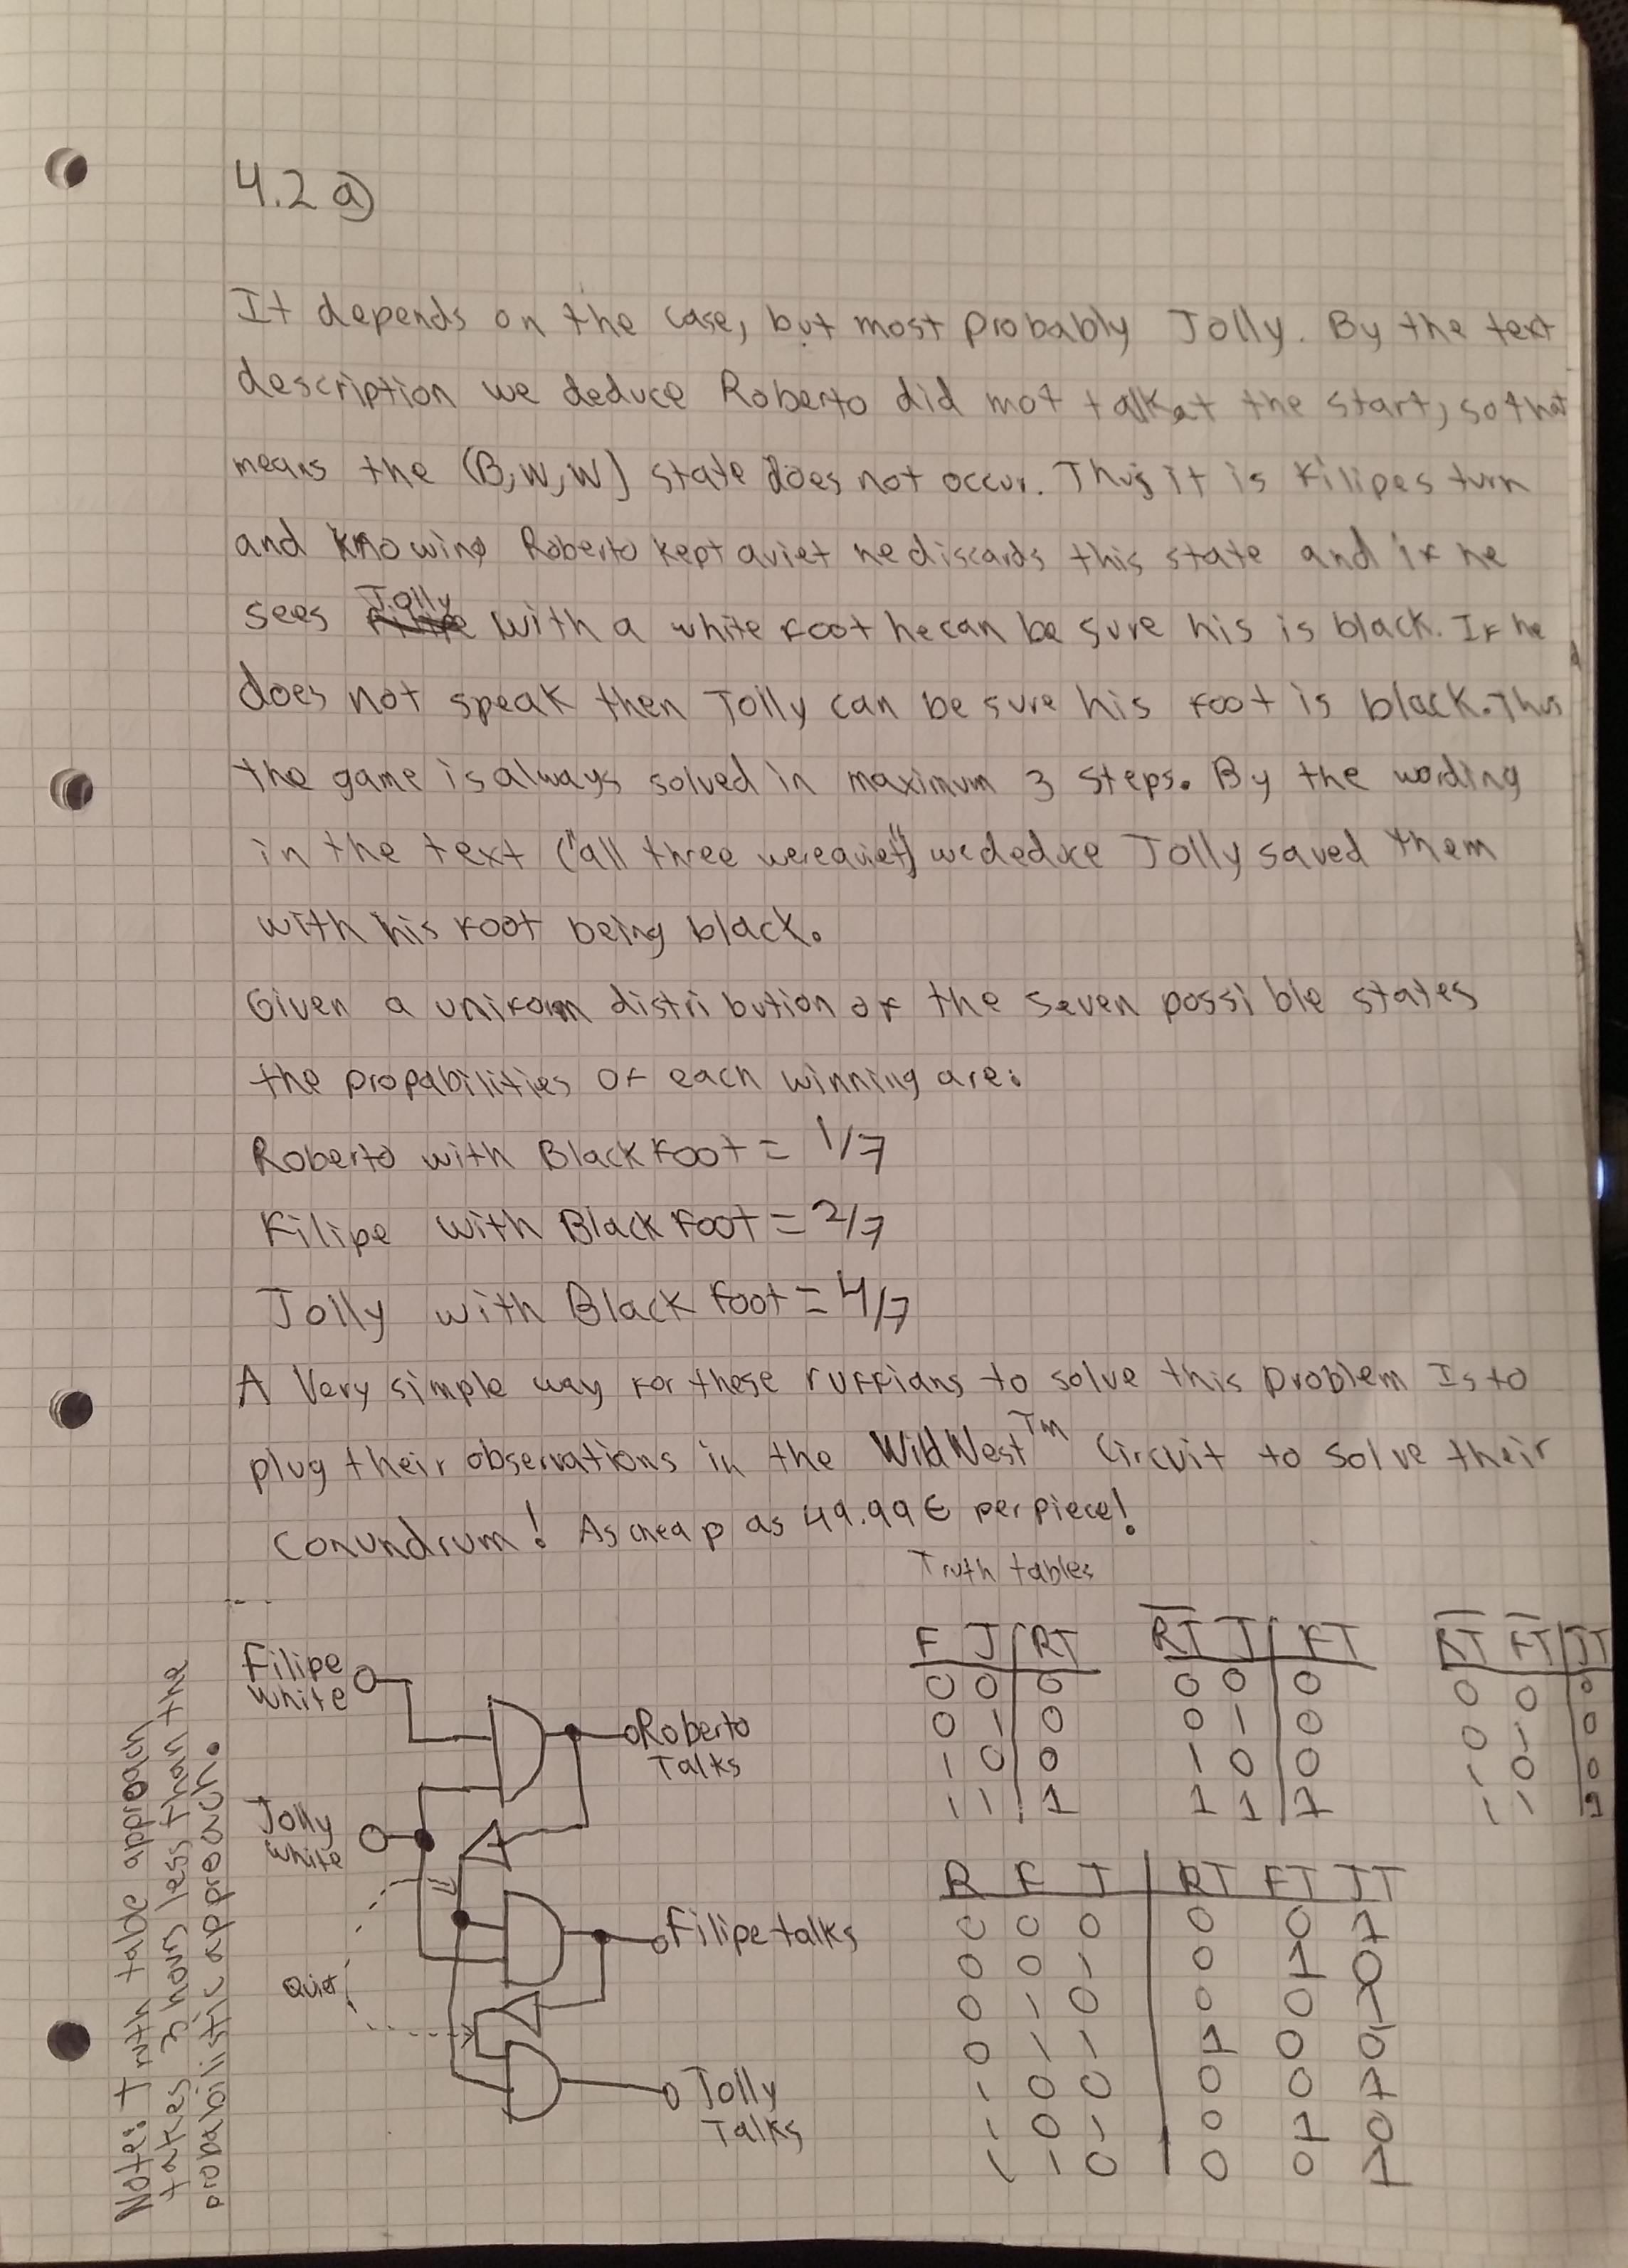 4.2 a)
It depends on the case, but most probably Jolly. By the text
description we deduce Roberto did not talk at the start, so that
means the (B,W,W) state does not occur. Thus it is Filipes turn
and knowing Roberto kept quiet he discards this state and if he
sees Jolly with a white foot he can be sure his is black. If he
does not speak then Jolly can be sure his foot is black. Thus
the game is always solved in maximum 3 steps. By the wording
in the text ("all three were quiet") we deduce Jolly saved them
with his foot being black.
Given a uniform distribution of the seven possible states
the propabilities of each winning are:
Roberto with Black foot = 1/7
Filipe with Black foot = 2/7
Jolly with Black foot = 4/7
A very simple way for these ruffians to solve this problem Is to
plug their observations in the WildWest™ Circuit to solve their
conundrum! As cheap as 49.99€ per piece!
Truth tables
F J | RT
0 0 | 0
0 1 | 0
1 0 | 0
1 1 | 1
R̅T̅ J | FT
0 0 | 0
0 1 | 0
1 0 | 0
1 1 | 1
R̅T̅ F̅T̅ | JT
0 0 | 0
0 1 | 0
1 0 | 0
1 1 | 1
Filipe
White
Roberto
Talks
Jolly
White
Filipe talks
Quiet
Jolly
Talks
R F J | RT FT JT
0 0 0 | 0 0 1
0 0 1 | 0 1 0
0 1 0 | 0 0 1
0 1 1 | 1 0 0
1 0 0 | 0 0 1
1 0 1 | 0 1 0
1 1 0 | 0 0 1
Note: Truth table approach
takes 3 hours less than the
probabilistic approach.